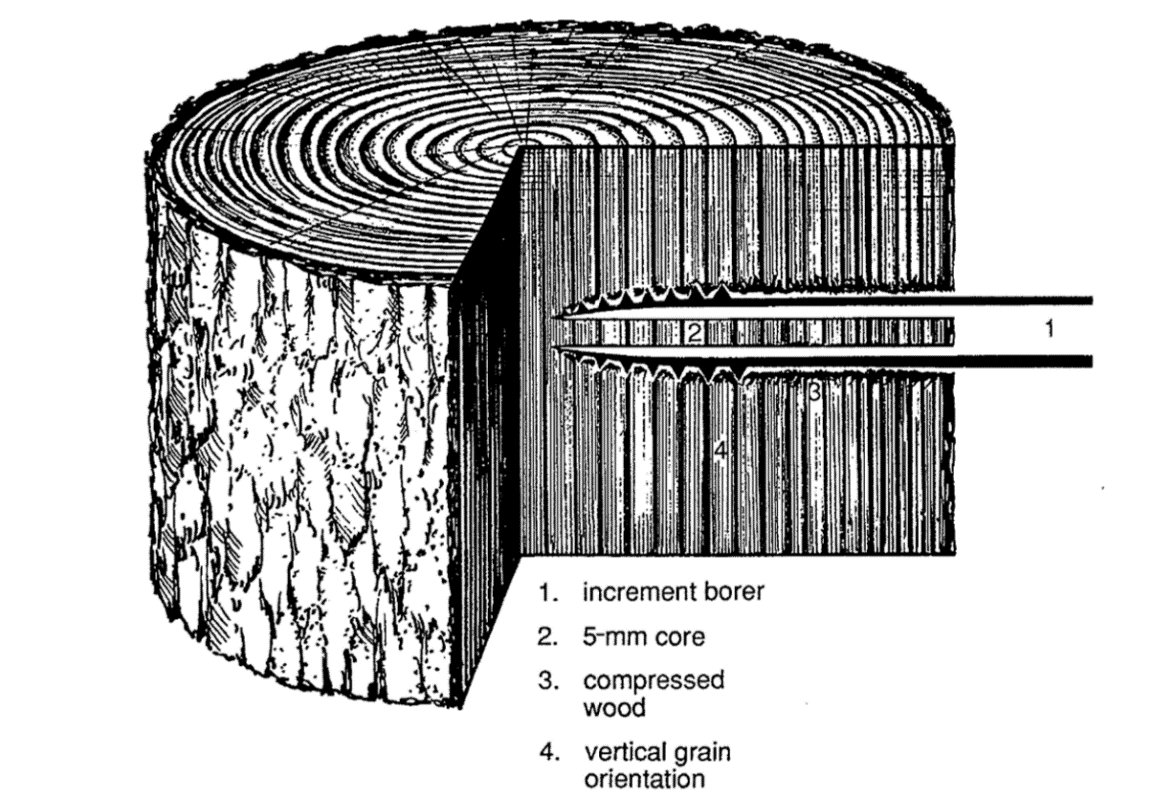 1
2
3
4
1. increment borer
2. 5-mm core
3. compressed
wood
4. vertical grain
orientation